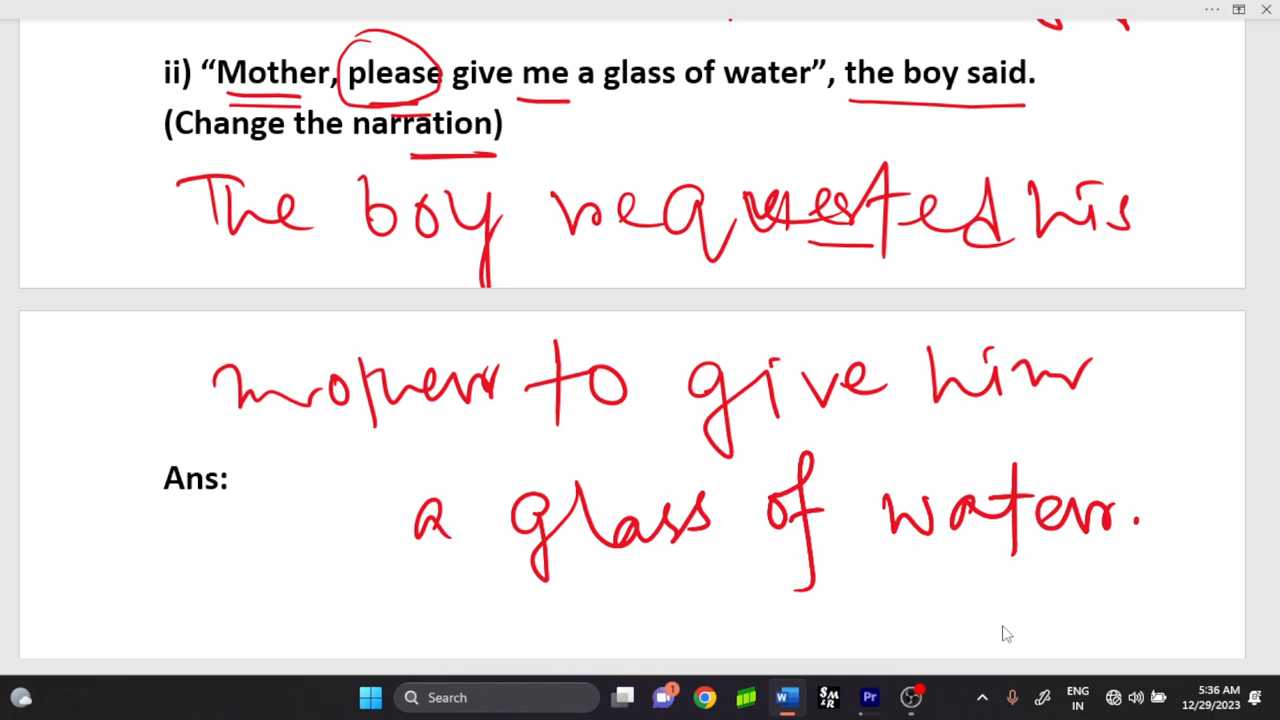 ii) “Mother, please give me a glass of water”, the boy said.
(Change the narration)
The boy requested his
mother to give him
Ans:
a glass of water.
Search
1
ENG
IN
5:36 AM
12/29/2023